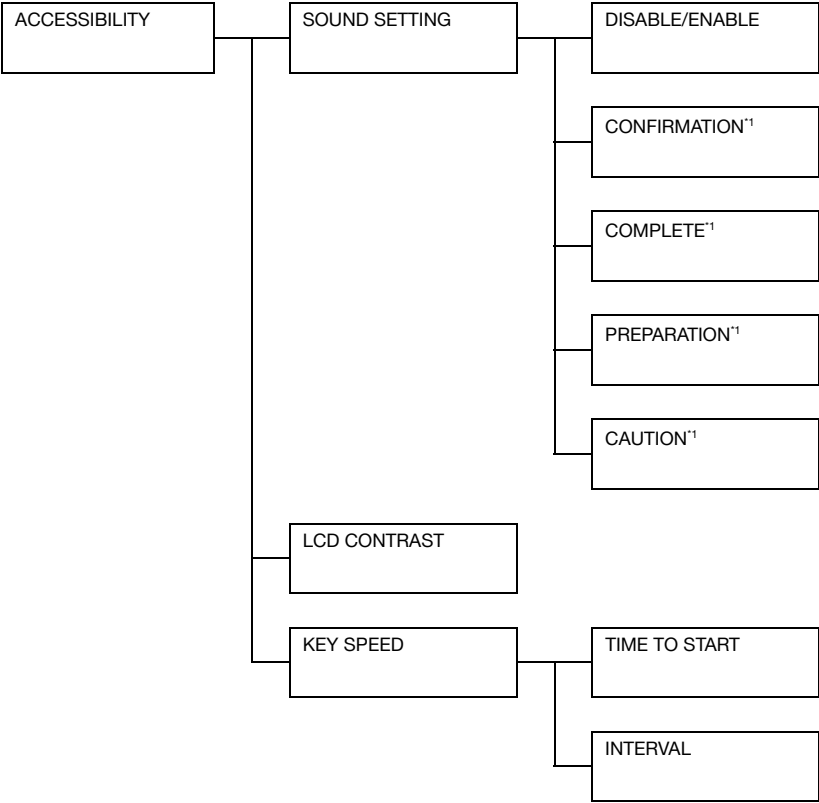 ACCESSIBILITY
SOUND SETTING
DISABLE/ENABLE
CONFIRMATION*1
COMPLETE*1
PREPARATION*1
CAUTION*1
LCD CONTRAST
KEY SPEED
TIME TO START
INTERVAL